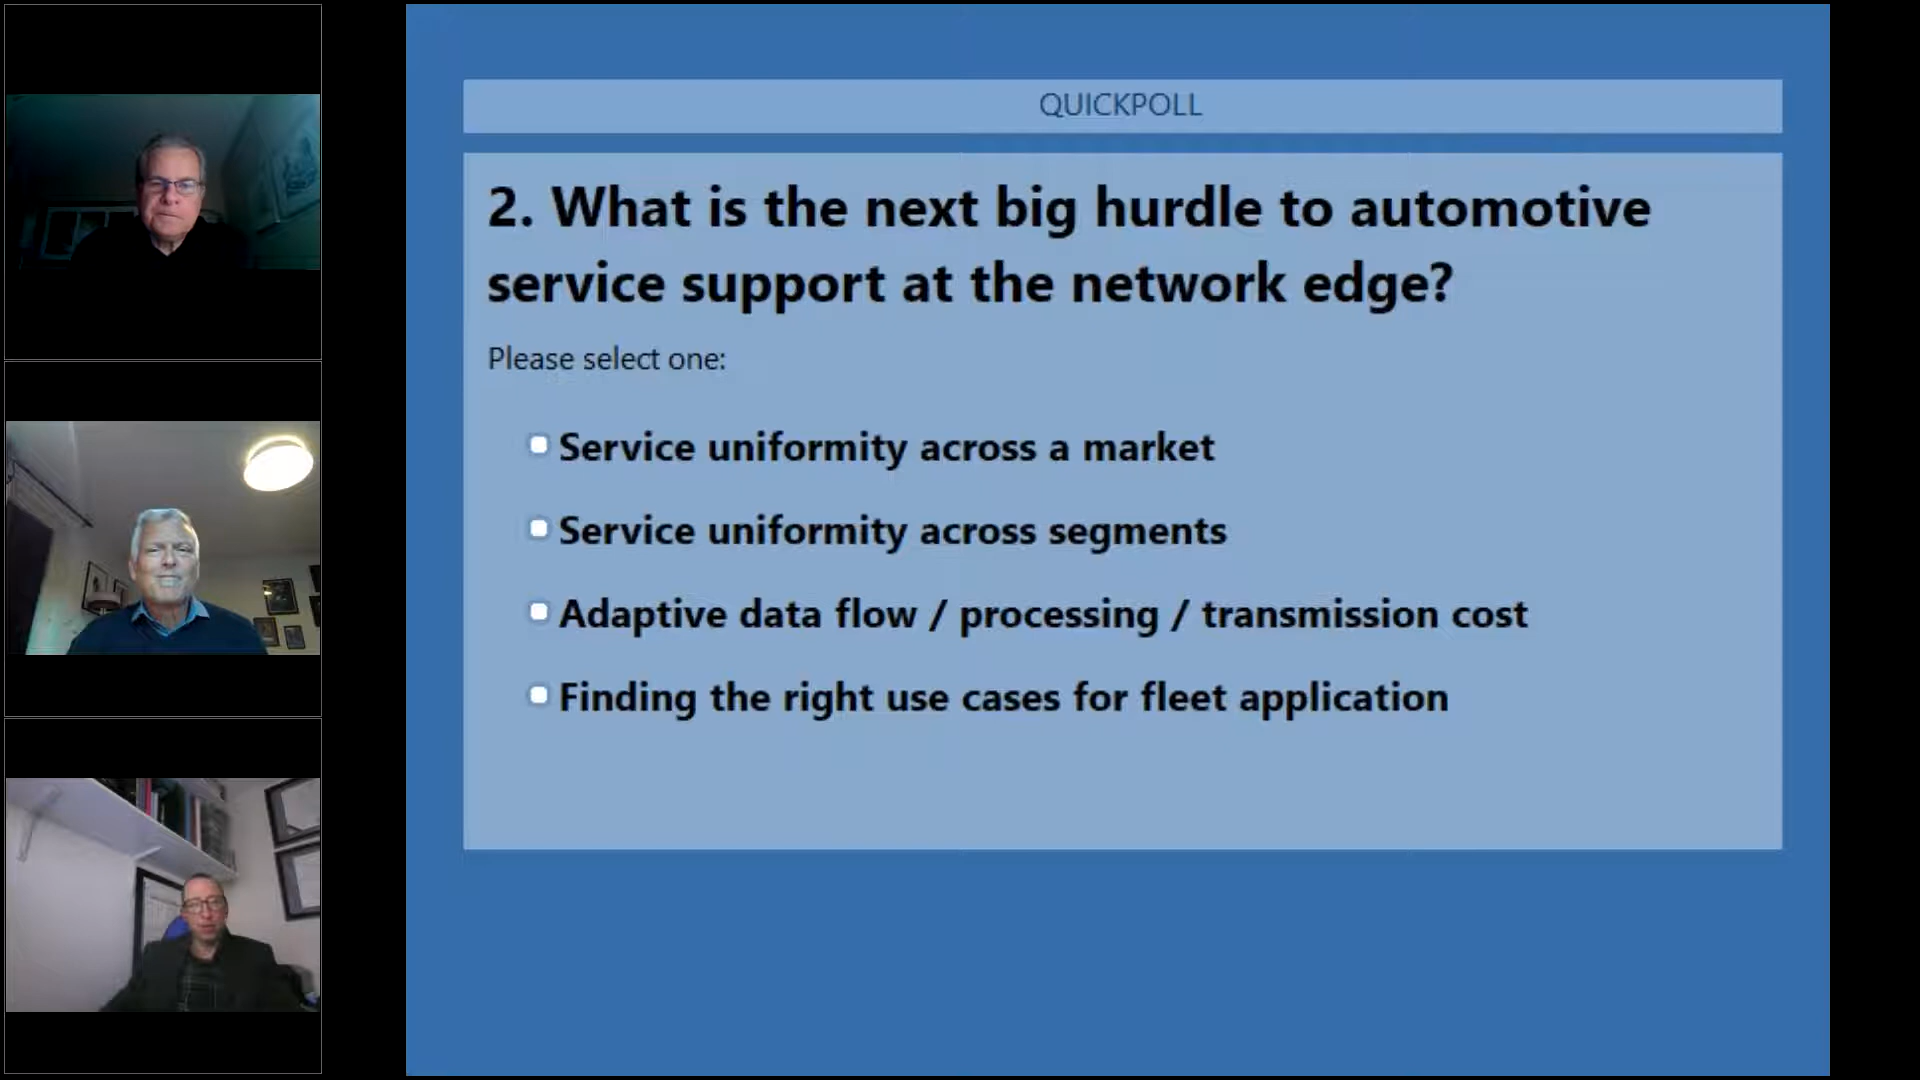 QUICKPOLL
2. What is the next big hurdle to automotive
service support at the network edge?
Please select one:
Service uniformity across a market
Service uniformity across segments
Adaptive data flow / processing / transmission cost
Finding the right use cases for fleet application